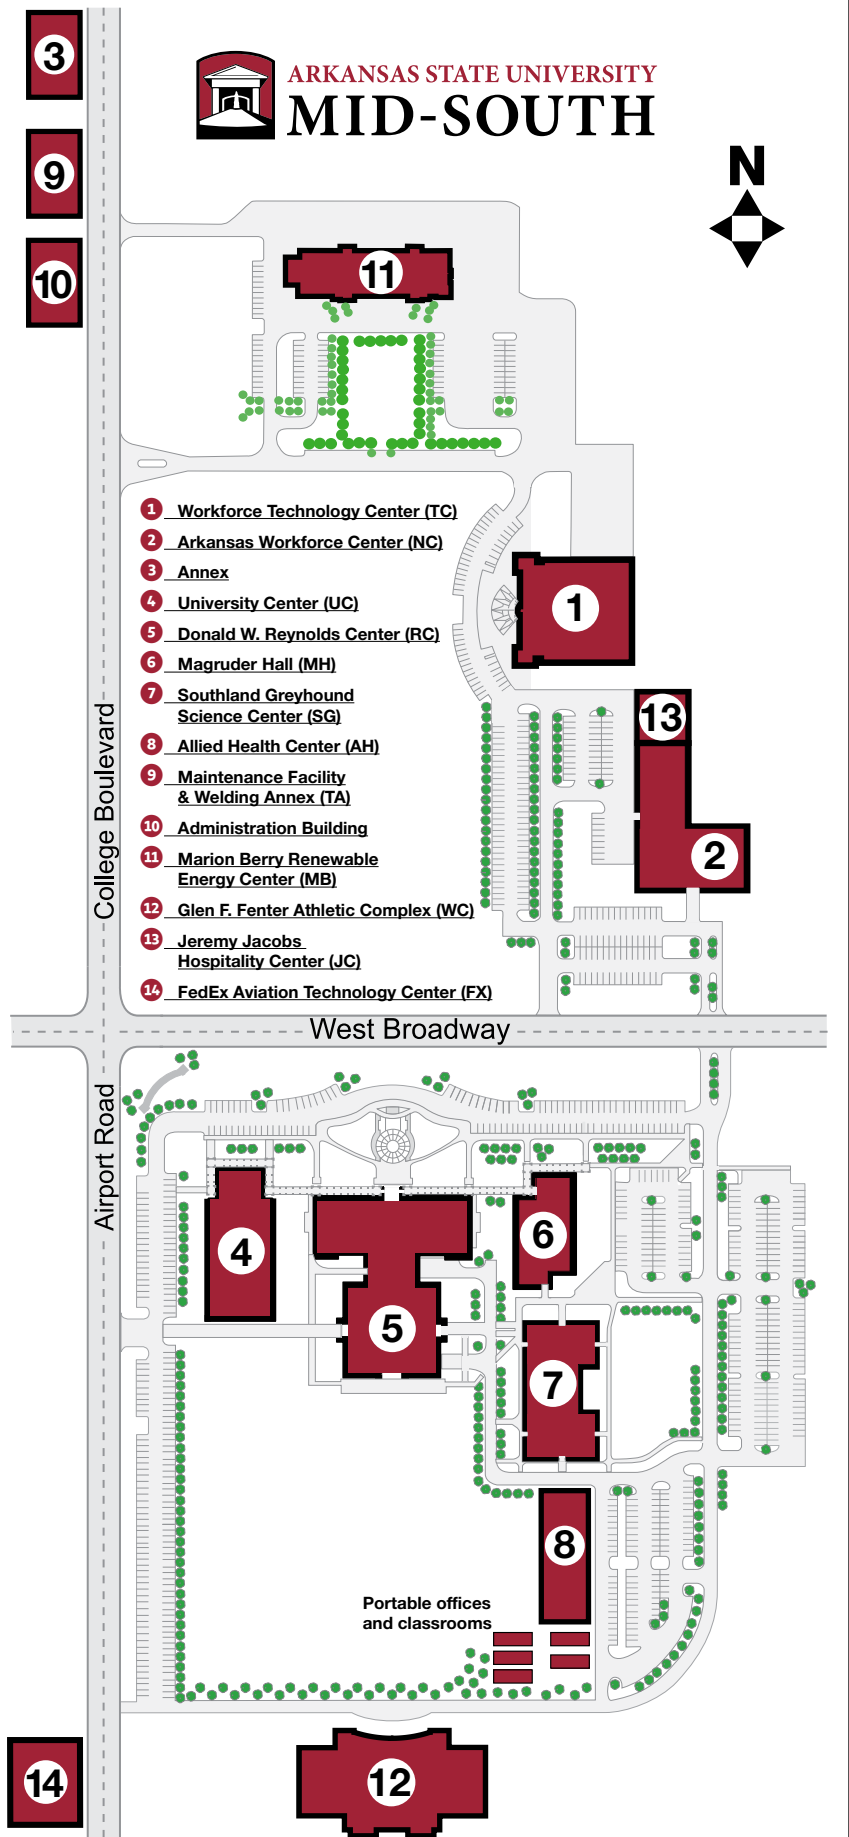 3
ARKANSAS STATE UNIVERSITY
MID-SOUTH
N
9
10
11
1 Workforce Technology Center (TC)
2 Arkansas Workforce Center (NC)
3 Annex
4 University Center (UC)
5 Donald W. Reynolds Center (RC)
6 Magruder Hall (MH)
7 Southland Greyhound
Science Center (SG)
8 Allied Health Center (AH)
9 Maintenance Facility
& Welding Annex (TA)
10 Administration Building
11 Marion Berry Renewable
Energy Center (MB)
12 Glen F. Fenter Athletic Complex (WC)
13 Jeremy Jacobs
Hospitality Center (JC)
14 FedEx Aviation Technology Center (FX)
1
13
2
College Boulevard
West Broadway
Airport Road
4
6
5
7
8
Portable offices
and classrooms
14
12